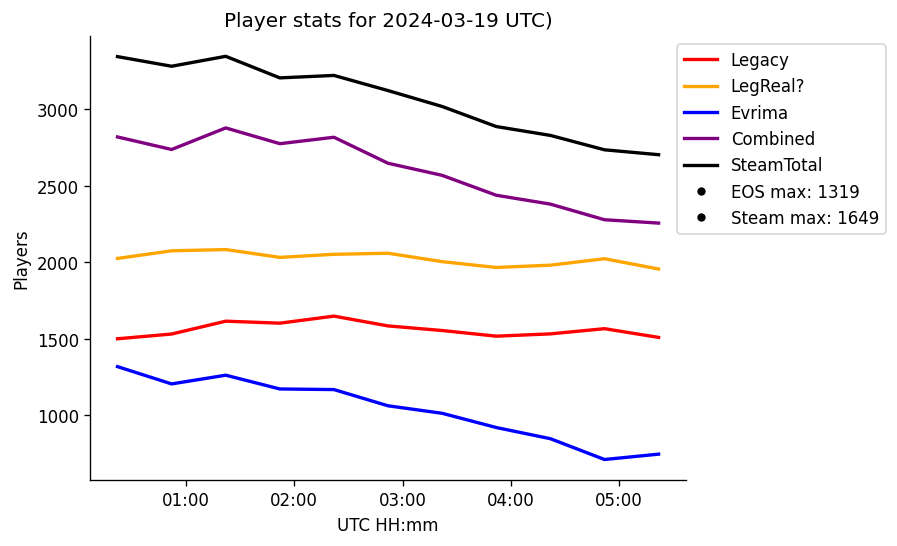 Player stats for 2024-03-19 UTC)
Legacy
LegReal?
Evrima
Combined
SteamTotal
EOS max: 1319
Steam max: 1649
Players
3000
2500
2000
1500
1000
01:00 02:00 03:00 04:00 05:00
UTC HH:mm